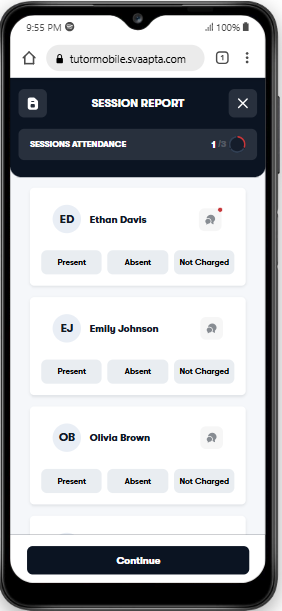 9:55 PM
100%
tutormobile.svaapta.com
1
SESSION REPORT
SESSIONS ATTENDANCE
1 /3
ED Ethan Davis
Present Absent Not Charged
EJ Emily Johnson
Present Absent Not Charged
OB Olivia Brown
Present Absent Not Charged
Continue